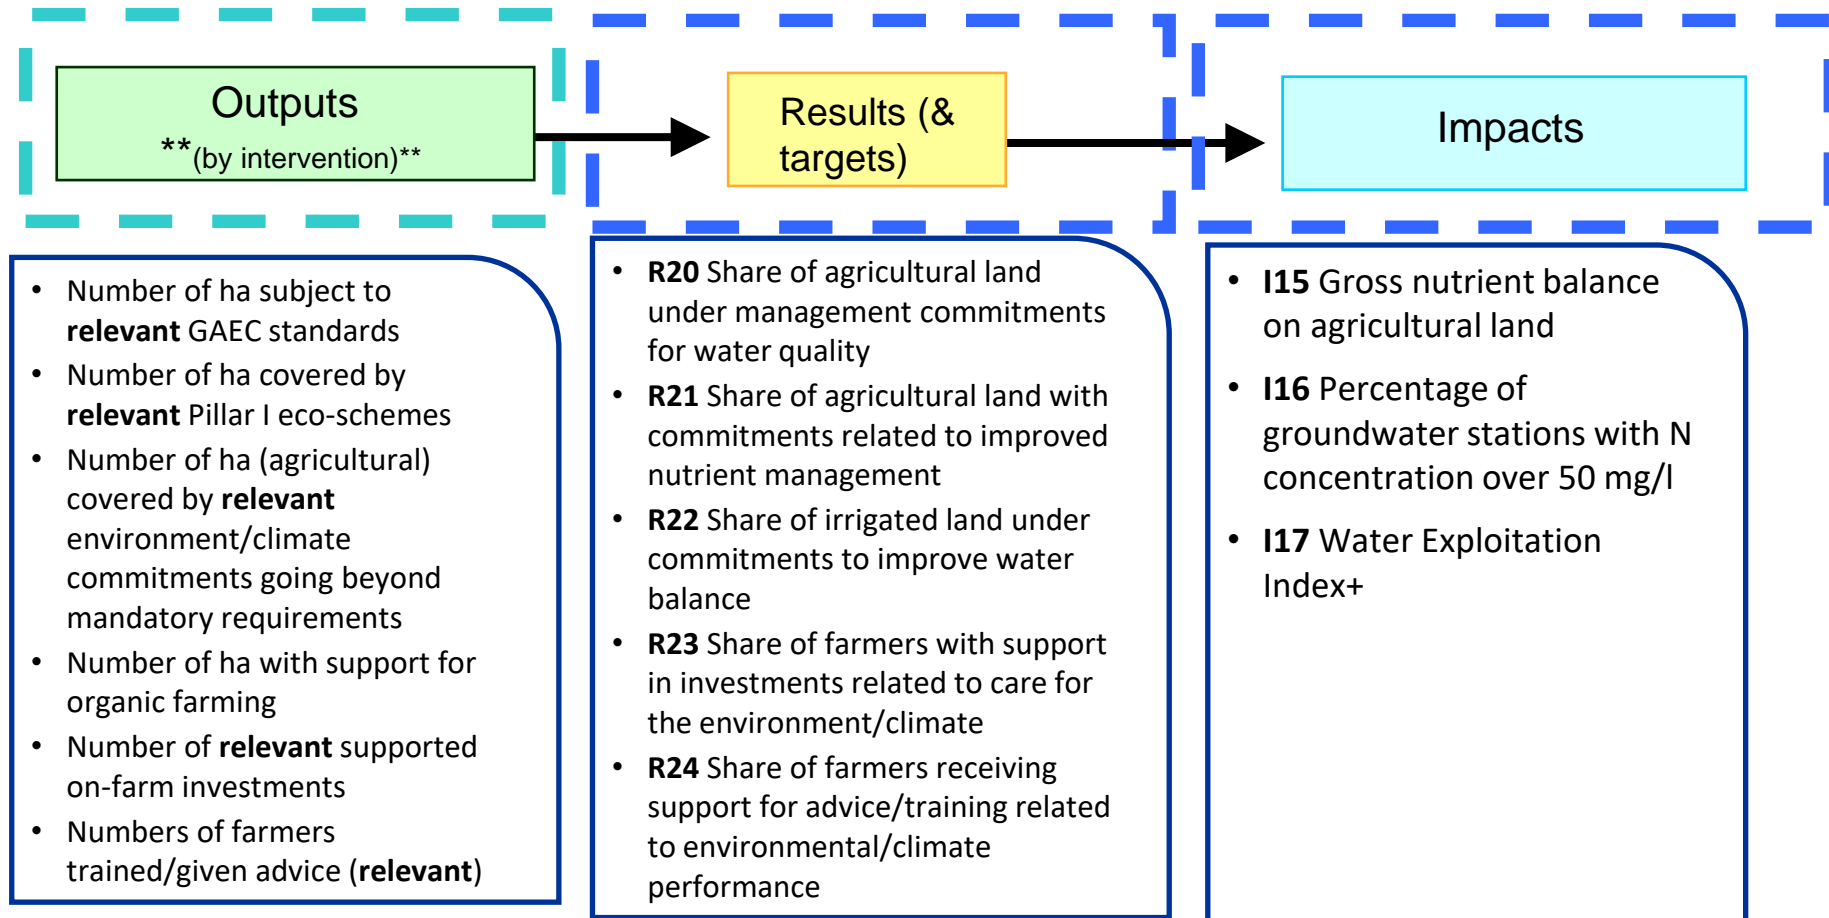 Outputs
**(by intervention)**
Results (&
targets)
Impacts
• Number of ha subject to
relevant GAEC standards
• Number of ha covered by
relevant Pillar I eco-schemes
• Number of ha (agricultural)
covered by relevant
environment/climate
commitments going beyond
mandatory requirements
• Number of ha with support for
organic farming
• Number of relevant supported
on-farm investments
• Numbers of farmers
trained/given advice (relevant)
• R20 Share of agricultural land
under management commitments
for water quality
• R21 Share of agricultural land with
commitments related to improved
nutrient management
• R22 Share of irrigated land under
commitments to improve water
balance
• R23 Share of farmers with support
in investments related to care for
the environment/climate
• R24 Share of farmers receiving
support for advice/training related
to environmental/climate
performance
• I15 Gross nutrient balance
on agricultural land
• I16 Percentage of
groundwater stations with N
concentration over 50 mg/l
• I17 Water Exploitation
Index+